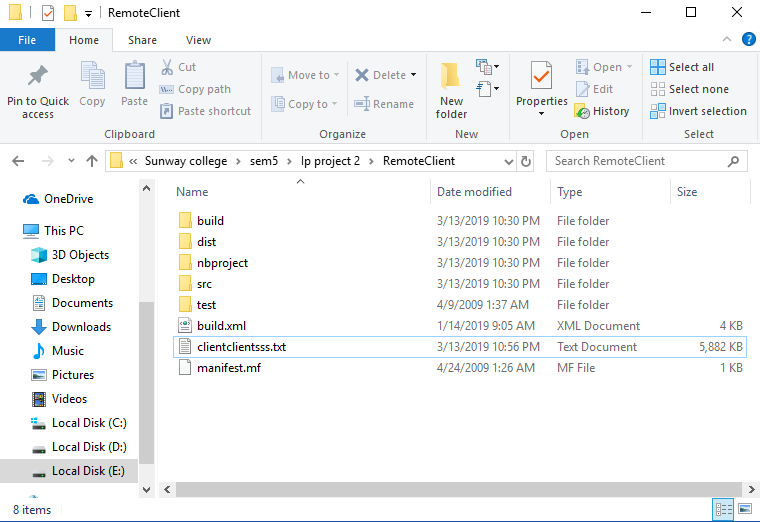 RemoteClient
File Home Share View
Pin to Quick access
Copy
Paste
Cut
Copy path
Paste shortcut
Clipboard
Move to
Copy to
Delete
Rename
Organize
New folder
New
Properties
Open
Edit
History
Open
Select all
Select none
Invert selection
Select
« Sunway college > sem5 > Ip project 2 > RemoteClient
Search RemoteClient
OneDrive
This PC
3D Objects
Desktop
Documents
Downloads
Music
Pictures
Videos
Local Disk (C:)
Local Disk (D:)
Local Disk (E:)
Name Date modified Type Size
build 3/13/2019 10:30 PM File folder
dist 3/13/2019 10:30 PM File folder
nbproject 3/13/2019 10:30 PM File folder
src 3/13/2019 10:30 PM File folder
test 4/9/2009 1:37 AM File folder
build.xml 1/14/2019 9:05 AM XML Document 4 KB
clientclientsss.txt 3/13/2019 10:56 PM Text Document 5,882 KB
manifest.mf 4/24/2009 1:26 AM MF File 1 KB
8 items